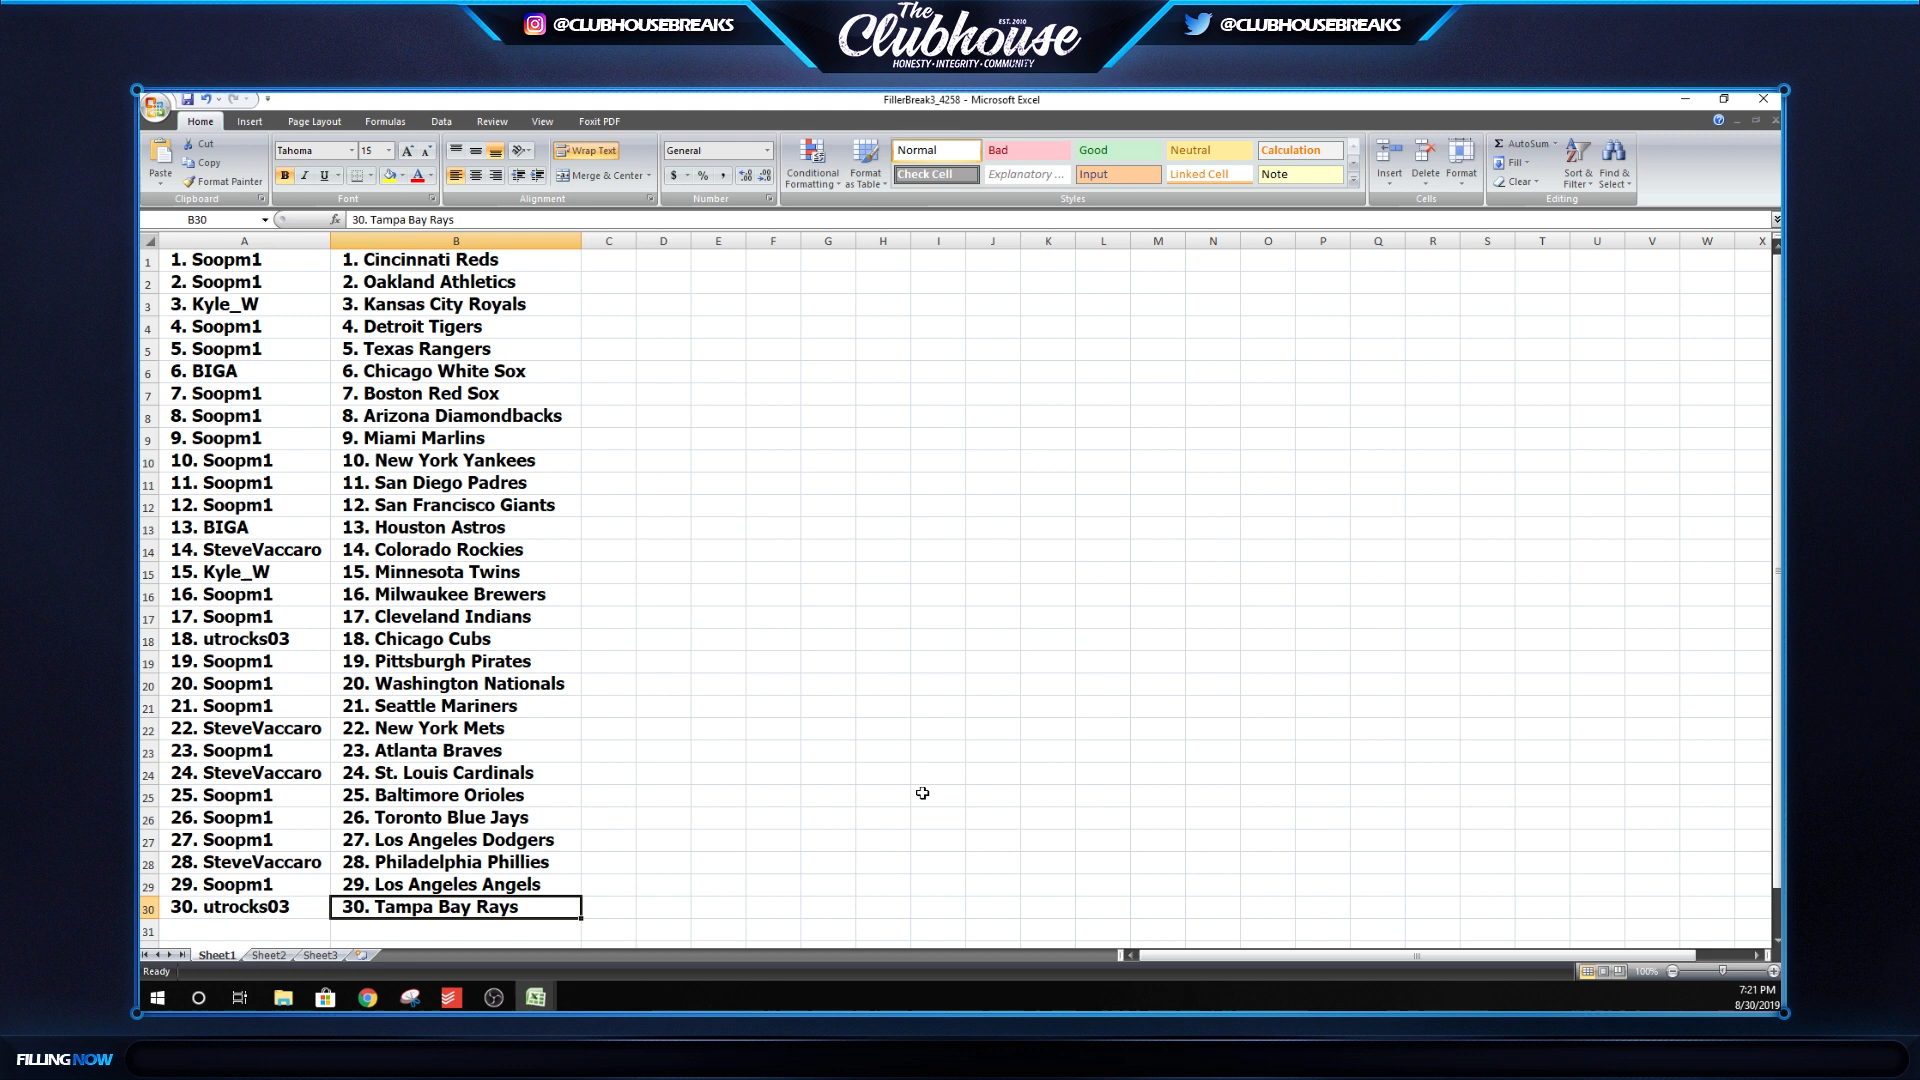 @CLUBHOUSEBREAKS
The Clubhouse
EST. 2010
HONESTY · INTEGRITY · COMMUNITY
@CLUBHOUSEBREAKS
FillerBreak3_4258 - Microsoft Excel
Home Insert Page Layout Formulas Data Review View Foxit PDF
Paste
Cut
Copy
Format Painter
Clipboard
Tahoma 15
B I U
Font
Wrap Text
Merge & Center
Alignment
General
$ % ,
Number
Conditional Formatting
Format as Table
Normal Bad Good Neutral Calculation
Check Cell Explanatory ... Input Linked Cell Note
Styles
Insert Delete Format
Cells
Σ AutoSum
Fill
Clear
Sort & Filter
Find & Select
Editing
B30 fx 30. Tampa Bay Rays
A B C D E F G H I J K L M N O P Q R S T U V W X
1 1. Soopm1 1. Cincinnati Reds
2 2. Soopm1 2. Oakland Athletics
3 3. Kyle_W 3. Kansas City Royals
4 4. Soopm1 4. Detroit Tigers
5 5. Soopm1 5. Texas Rangers
6 6. BIGA 6. Chicago White Sox
7 7. Soopm1 7. Boston Red Sox
8 8. Soopm1 8. Arizona Diamondbacks
9 9. Soopm1 9. Miami Marlins
10 10. Soopm1 10. New York Yankees
11 11. Soopm1 11. San Diego Padres
12 12. Soopm1 12. San Francisco Giants
13 13. BIGA 13. Houston Astros
14 14. SteveVaccaro 14. Colorado Rockies
15 15. Kyle_W 15. Minnesota Twins
16 16. Soopm1 16. Milwaukee Brewers
17 17. Soopm1 17. Cleveland Indians
18 18. utrocks03 18. Chicago Cubs
19 19. Soopm1 19. Pittsburgh Pirates
20 20. Soopm1 20. Washington Nationals
21 21. Soopm1 21. Seattle Mariners
22 22. SteveVaccaro 22. New York Mets
23 23. Soopm1 23. Atlanta Braves
24 24. SteveVaccaro 24. St. Louis Cardinals
25 25. Soopm1 25. Baltimore Orioles
26 26. Soopm1 26. Toronto Blue Jays
27 27. Soopm1 27. Los Angeles Dodgers
28 28. SteveVaccaro 28. Philadelphia Phillies
29 29. Soopm1 29. Los Angeles Angels
30 30. utrocks03 30. Tampa Bay Rays
31
Sheet1 Sheet2 Sheet3
Ready 100%
7:21 PM
8/30/2019
FILLING NOW